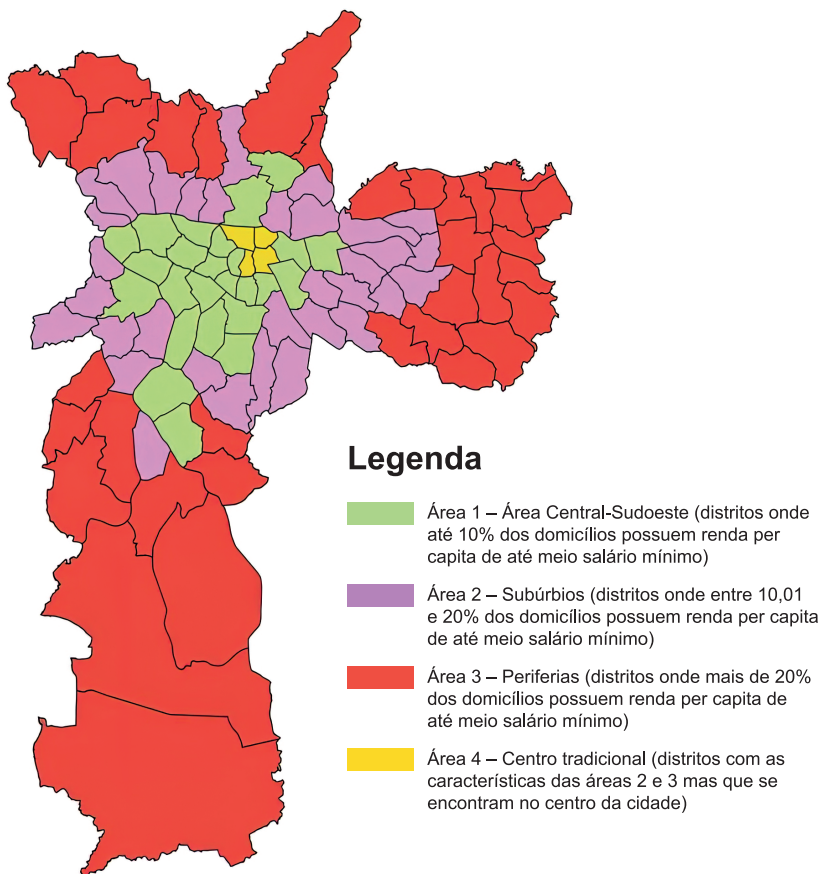 Legenda
Área 1 – Área Central-Sudoeste (distritos onde
até 10% dos domicílios possuem renda per
capita de até meio salário mínimo)
Área 2 – Subúrbios (distritos onde entre 10,01
e 20% dos domicílios possuem renda per capita
de até meio salário mínimo)
Área 3 – Periferias (distritos onde mais de 20%
dos domicílios possuem renda per capita de
até meio salário mínimo)
Área 4 – Centro tradicional (distritos com as
características das áreas 2 e 3 mas que se
encontram no centro da cidade)